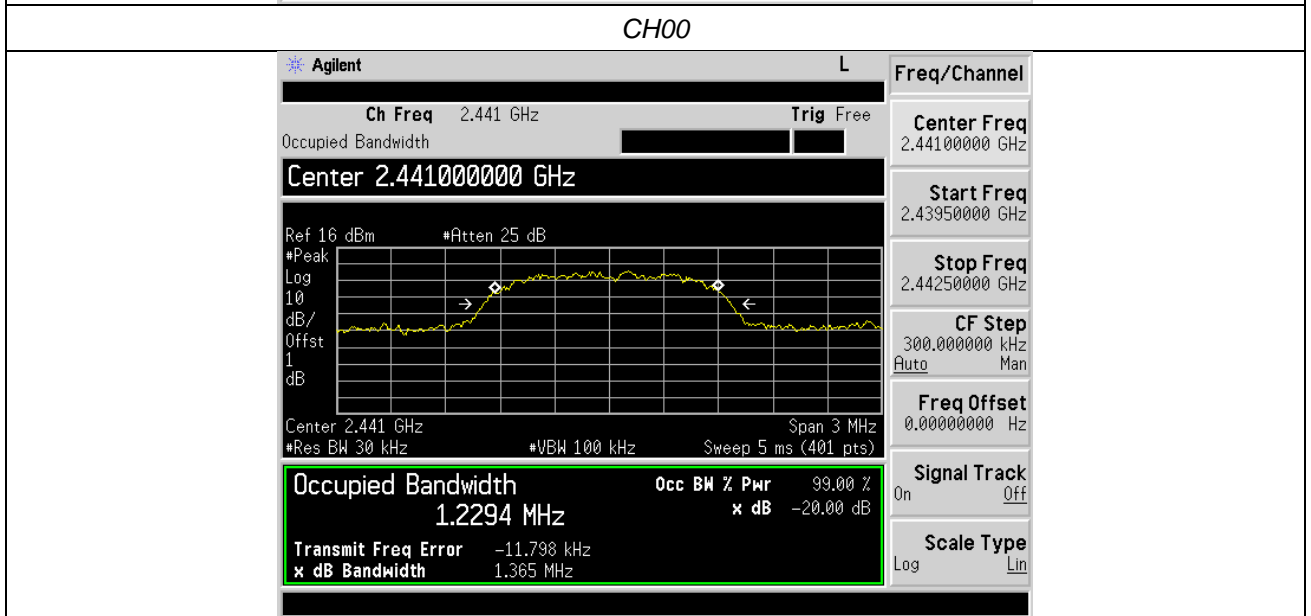 CH00
Agilent L
Ch Freq 2.441 GHz Trig Free
Occupied Bandwidth
Center 2.441000000 GHz
Ref 16 dBm #Atten 25 dB
#Peak
Log
10
dB/
Offst
1
dB
Center 2.441 GHz Span 3 MHz
#Res BW 30 kHz #VBW 100 kHz Sweep 5 ms (401 pts)
Occupied Bandwidth Occ BW % Pwr 99.00 %
1.2294 MHz x dB -20.00 dB
Transmit Freq Error -11.798 kHz
x dB Bandwidth 1.365 MHz
Freq/Channel
Center Freq
2.44100000 GHz
Start Freq
2.43950000 GHz
Stop Freq
2.44250000 GHz
CF Step
300.000000 kHz
Auto Man
Freq Offset
0.00000000 Hz
Signal Track
On Off
Scale Type
Log Lin